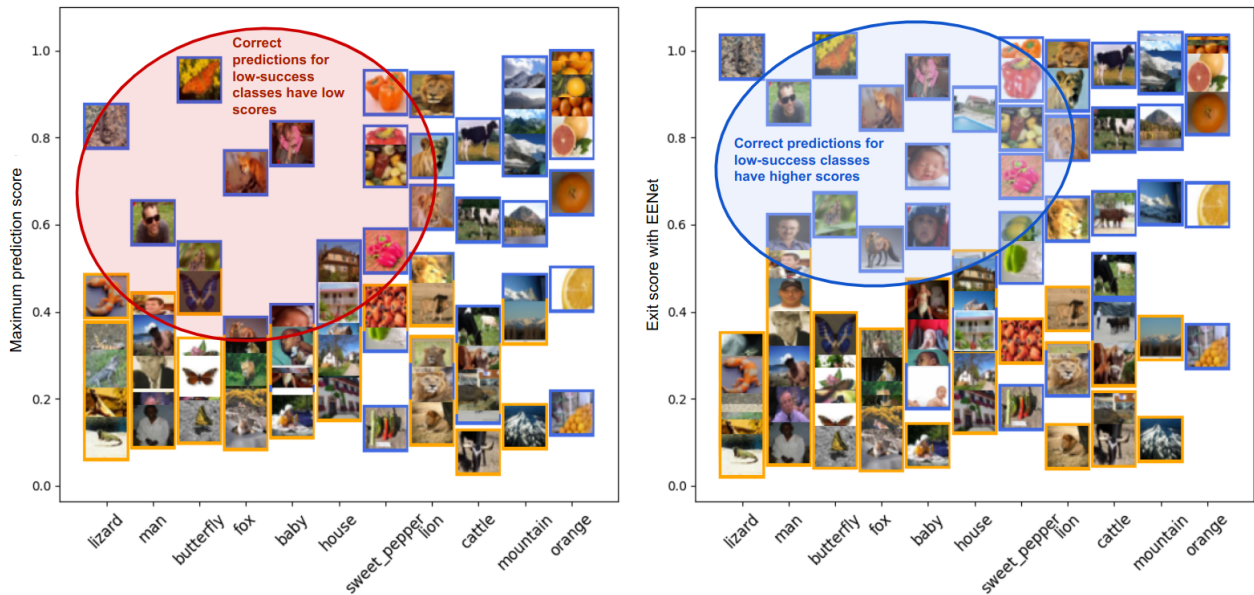 Correct
predictions for
low-success
classes have low
scores
Maximum prediction score
1.0
0.8
0.6
0.4
0.2
0.0
lizard
man
butterfly
fox
baby
house
sweet_pepper
lion
cattle
mountain
orange
Correct predictions for
low-success classes
have higher scores
Exit score with EENet
1.0
0.8
0.6
0.4
0.2
0.0
lizard
man
butterfly
fox
baby
house
sweet_pepper
lion
cattle
mountain
orange